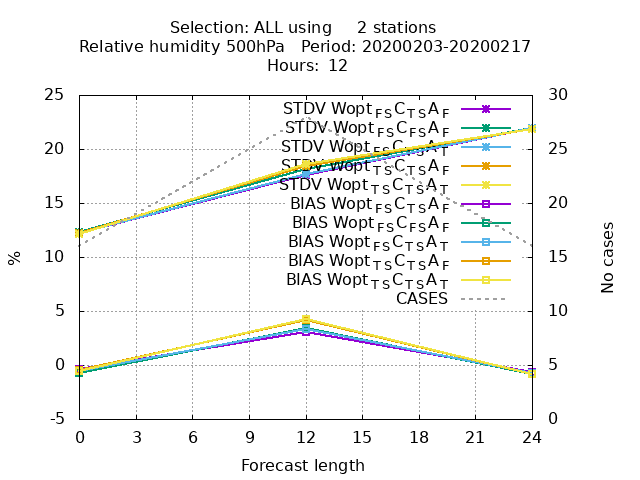 Selection: ALL using 2 stations
Relative humidity 500hPa Period: 20200203-20200217
Hours: 12
25
20
15
10
5
0
-5
30
25
20
15
10
5
0
%
No cases
STDV Wopt FS C TS A F
STDV Wopt FS C FS A F
STDV Wopt FS C TS A T
STDV Wopt TS C TS A F
STDV Wopt TS C TS A T
BIAS Wopt FS C TS A F
BIAS Wopt FS C FS A F
BIAS Wopt FS C TS A T
BIAS Wopt TS C TS A F
BIAS Wopt TS C TS A T
CASES
0 3 6 9 12 15 18 21 24
Forecast length